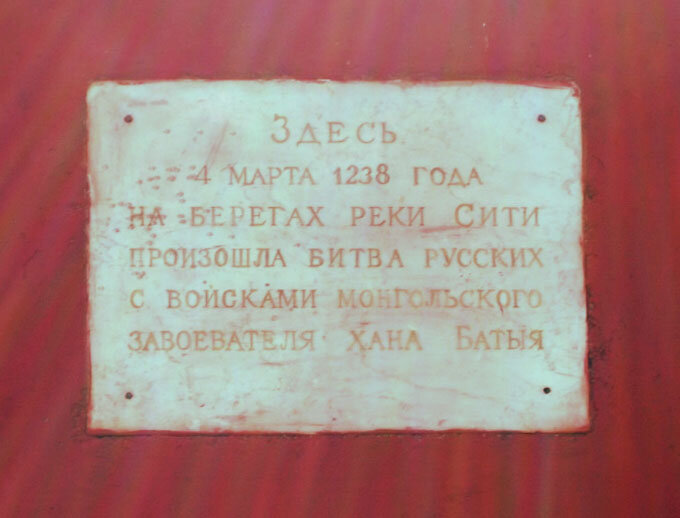 Здесь
4 марта 1238 года
на берегах реки Сити
произошла битва русских
с войсками монгольского
завоевателя хана Батыя